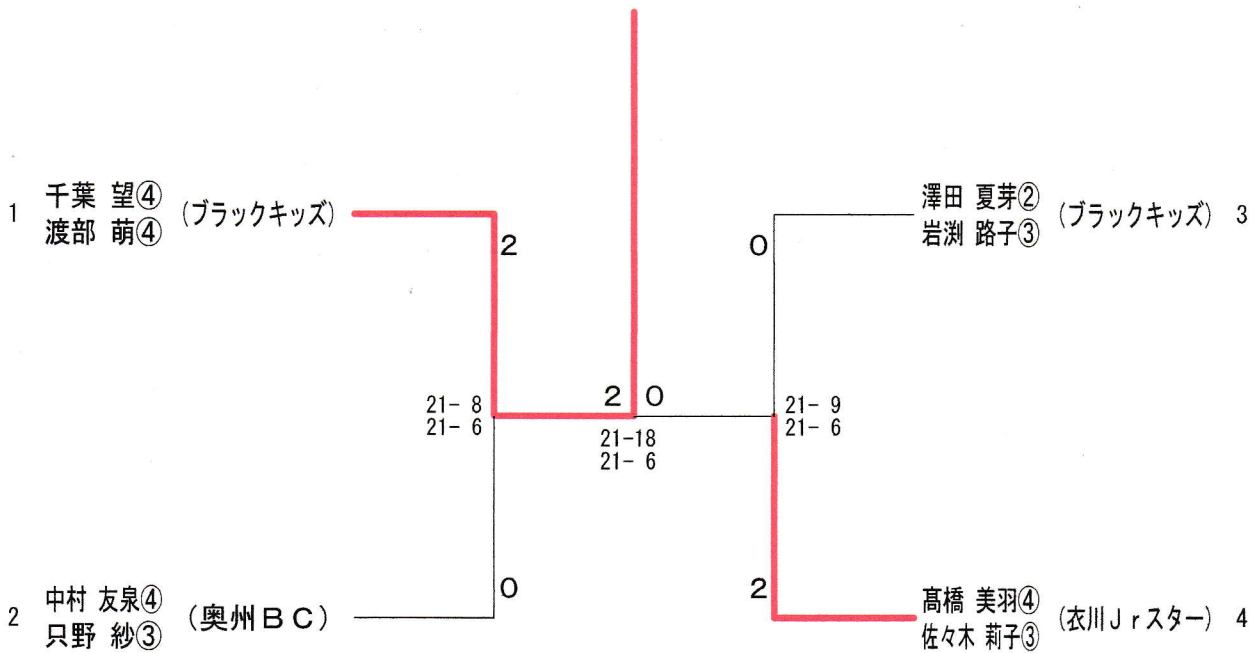 1 千葉 望④ (ブラックキッズ)
渡部 萌④
2
21- 8
21- 6
0
2 中村 友泉④ (奥州BC)
只野 紗③
2 0
21-18
21- 6
澤田 夏芽② (ブラックキッズ) 3
岩渕 路子③
0
21- 9
21- 6
2
髙橋 美羽④ (衣川Jrスター) 4
佐々木 莉子③